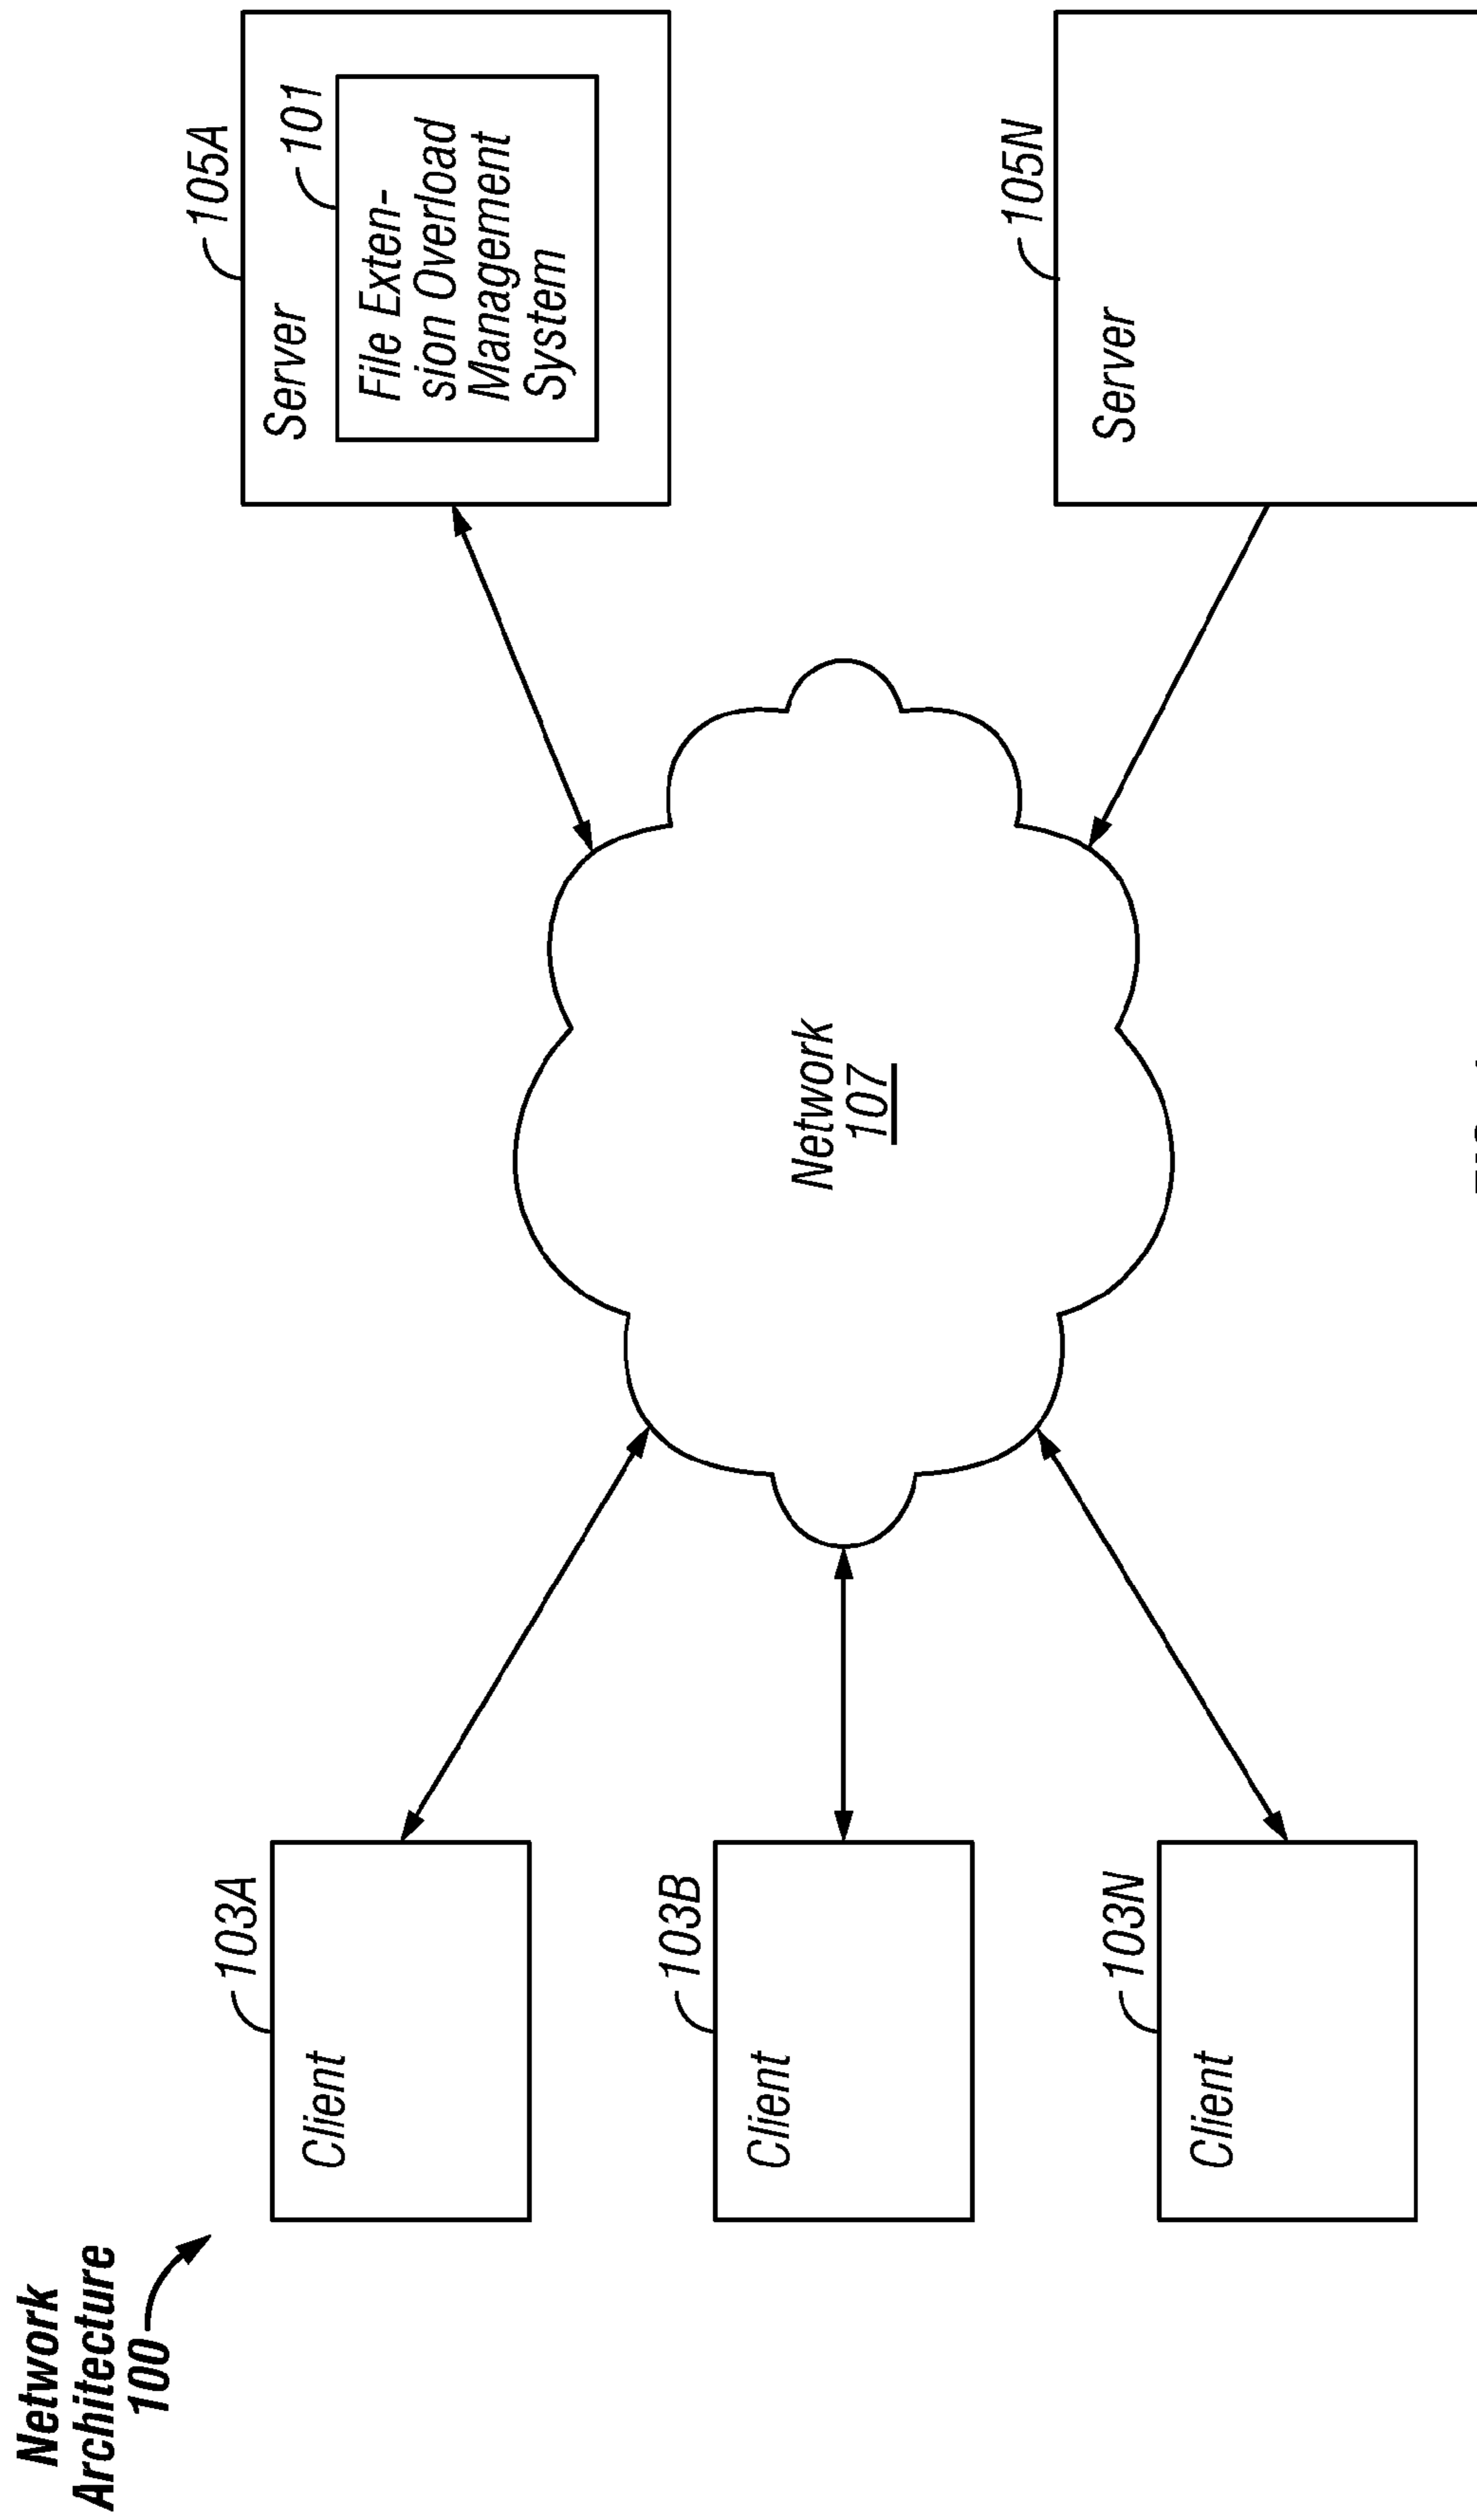 Network
Architecture
100
103A
Client
103B
Client
103N
Client
Network
107
105A
Server
101
File Exten-
sion Overload
Management
System
105N
Server